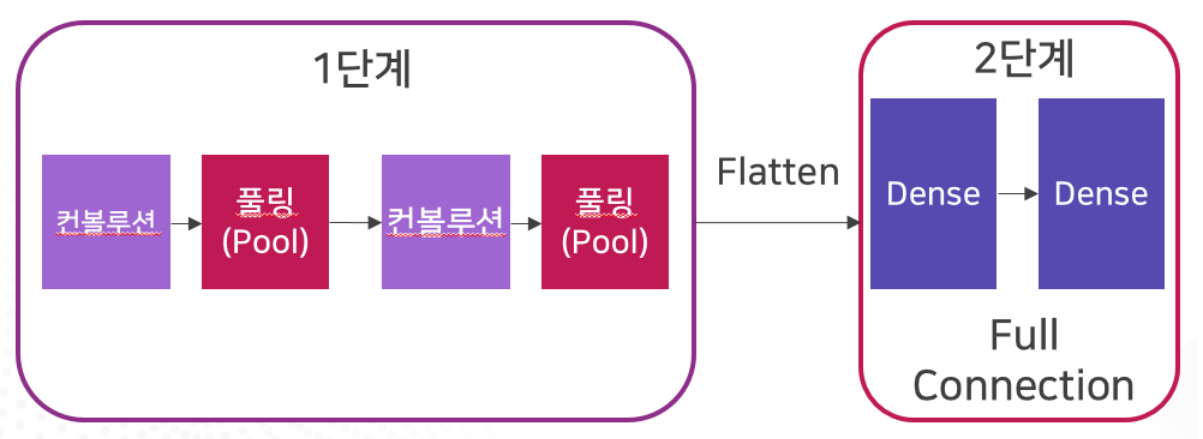 1단계
컨볼루션
풀링
(Pool)
컨볼루션
풀링
(Pool)
Flatten
2단계
Dense
Dense
Full
Connection